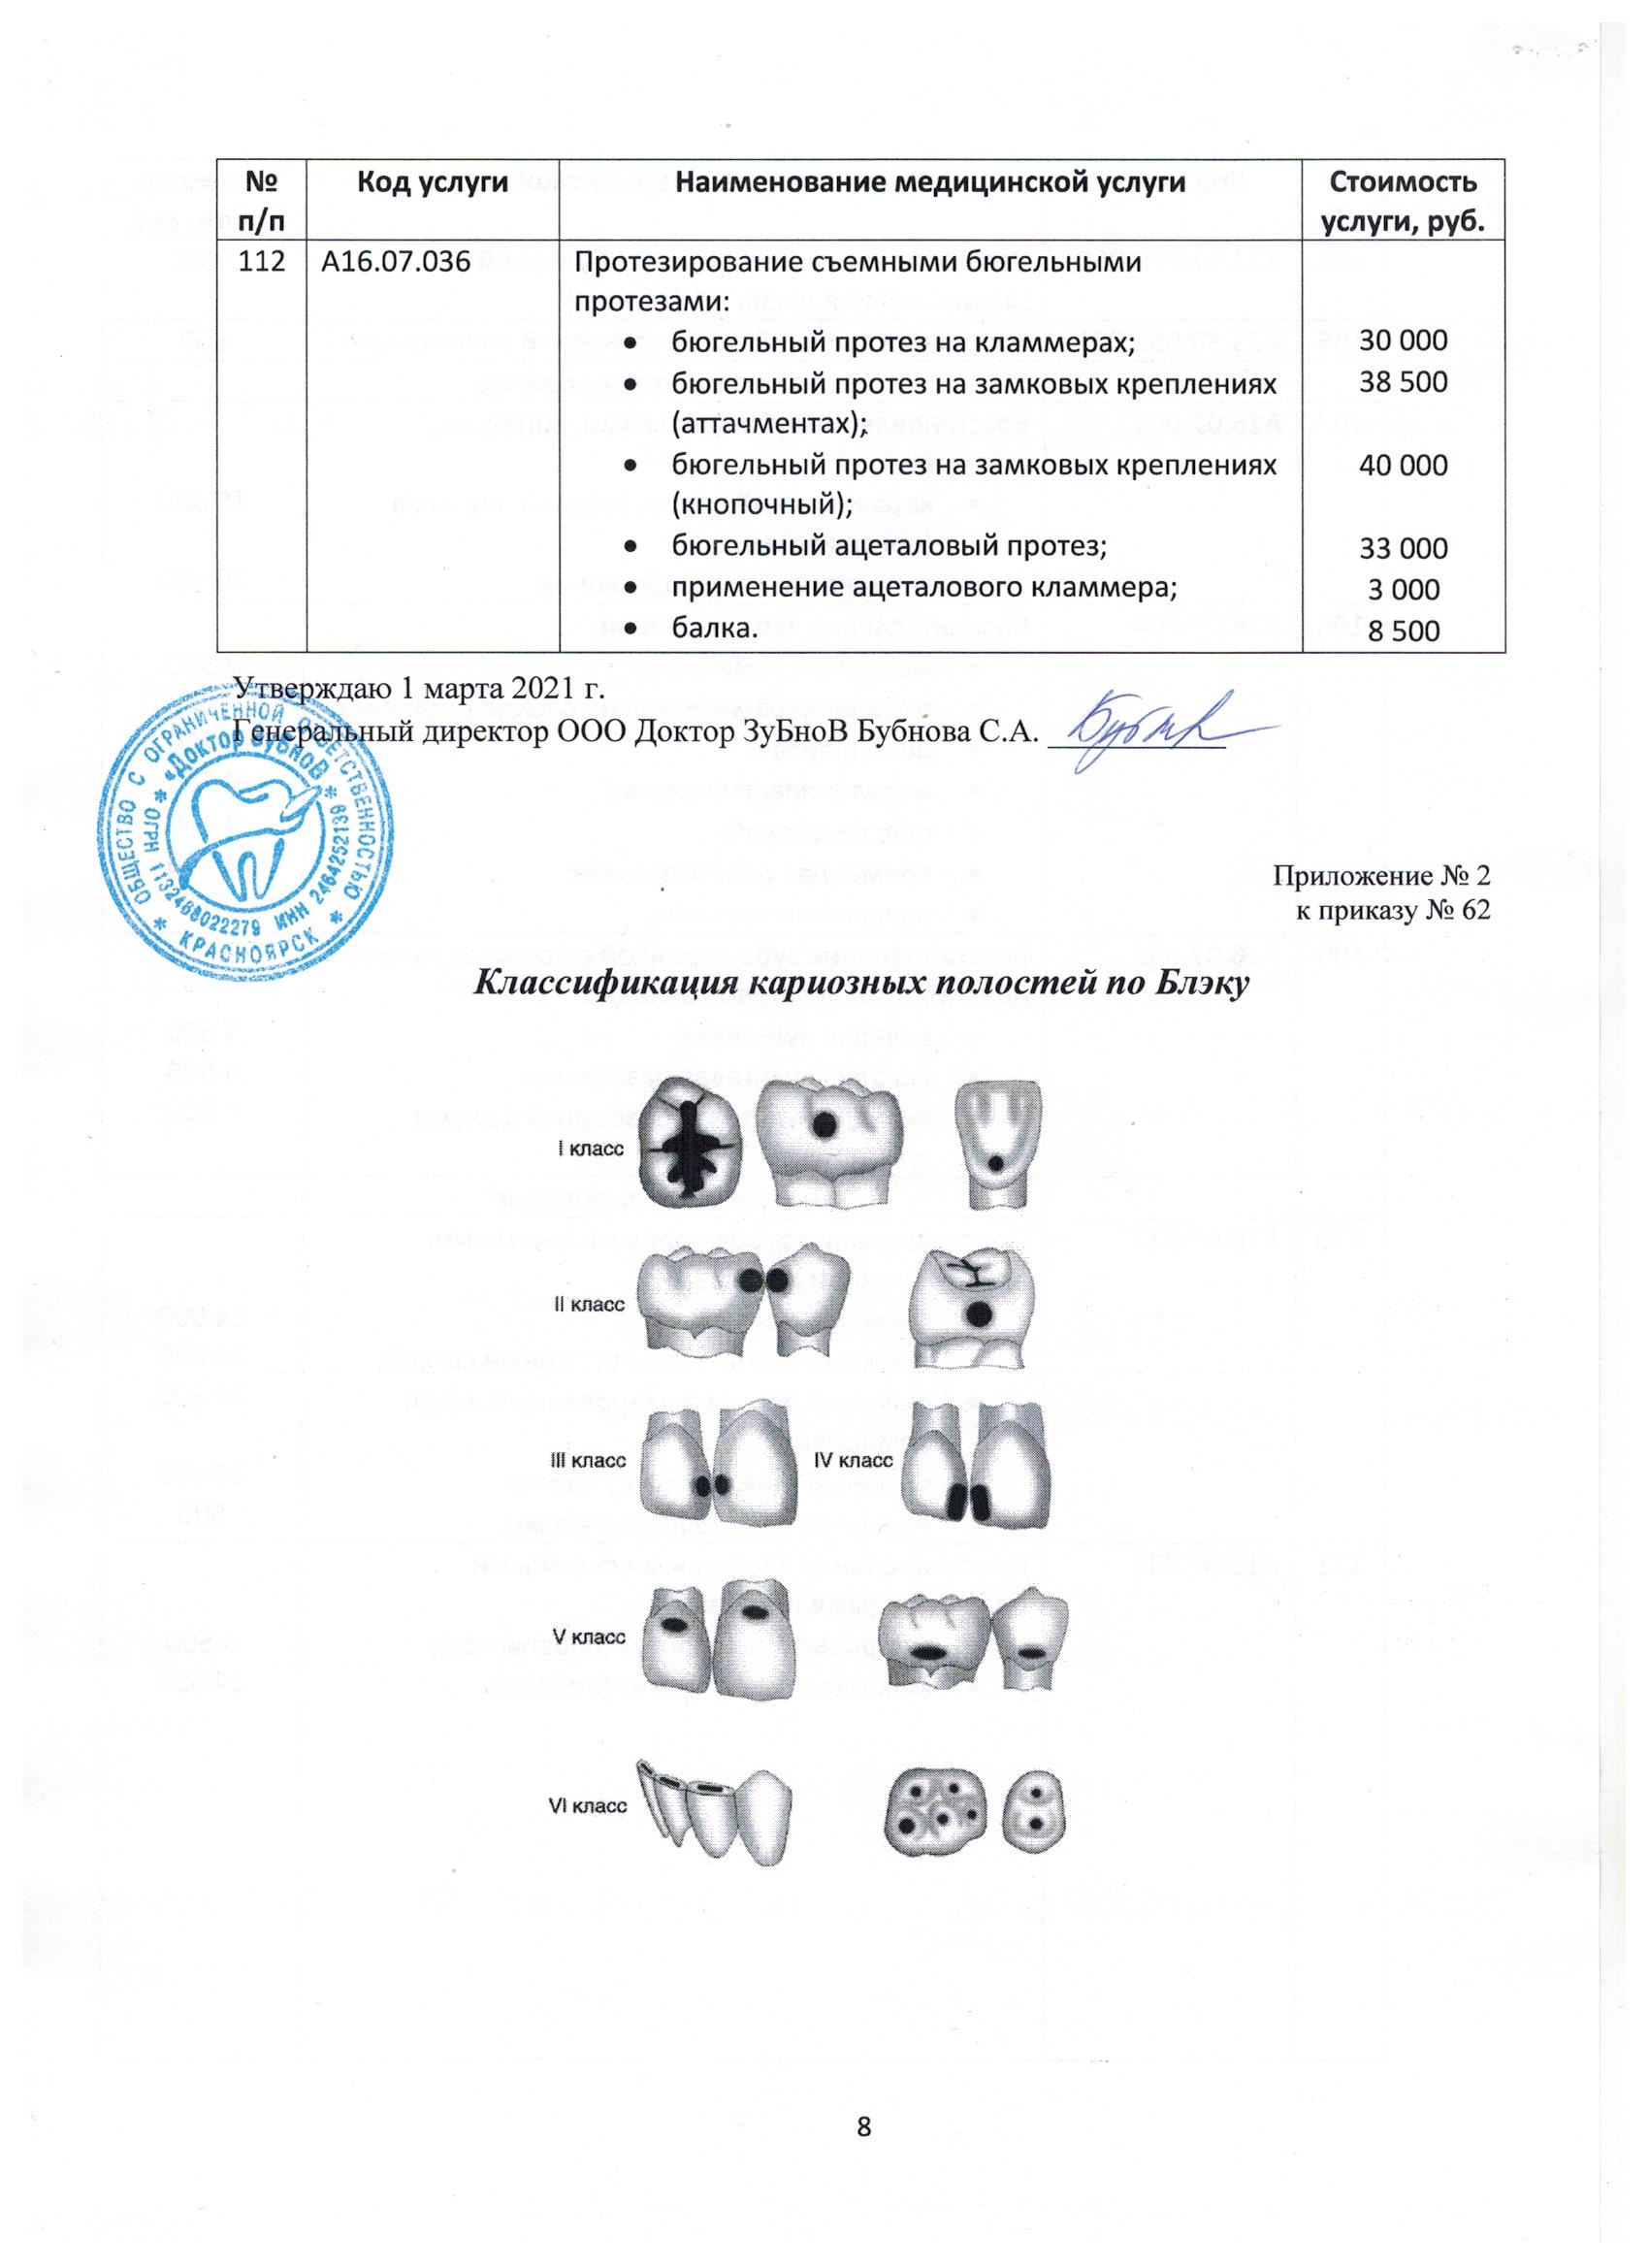 № п/п Код услуги Наименование медицинской услуги Стоимость услуги, руб.
112 А16.07.036 Протезирование съемными бюгельными
протезами:
• бюгельный протез на кламмерах; 30 000
• бюгельный протез на замковых креплениях 38 500
(аттачментах);
• бюгельный протез на замковых креплениях 40 000
(кнопочный);
• бюгельный ацеталовый протез; 33 000
• применение ацеталового кламмера; 3 000
• балка. 8 500
Утверждаю 1 марта 2021 г.
Генеральный директор ООО Доктор ЗуБноВ Бубнова С.А.
ОБЩЕСТВО С ОГРАНИЧЕННОЙ ОТВЕТСТВЕННОСТЬЮ
* КРАСНОЯРСК *
* «Доктор ЗуБноВ» *
ОГРН 1132468022279 ИНН 2464252139
Приложение № 2
к приказу № 62
Классификация кариозных полостей по Блэку
I класс
II класс
III класс IV класс
V класс
VI класс
8